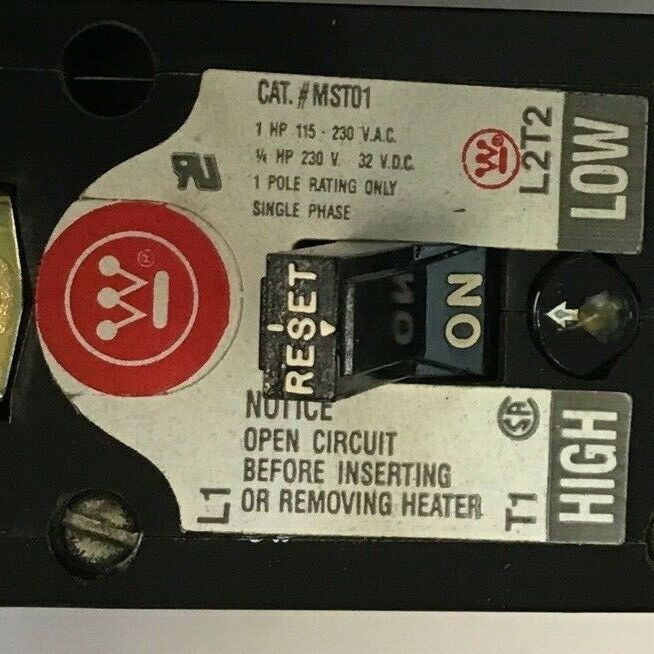 CAT. #MST01
1 HP 115 - 230 V.A.C.
¼ HP 230 V. 32 V.D.C.
1 POLE RATING ONLY
SINGLE PHASE
L2T2
LOW
RESET
ON
NOTICE
OPEN CIRCUIT
BEFORE INSERTING
OR REMOVING HEATER
L1
T1
HIGH